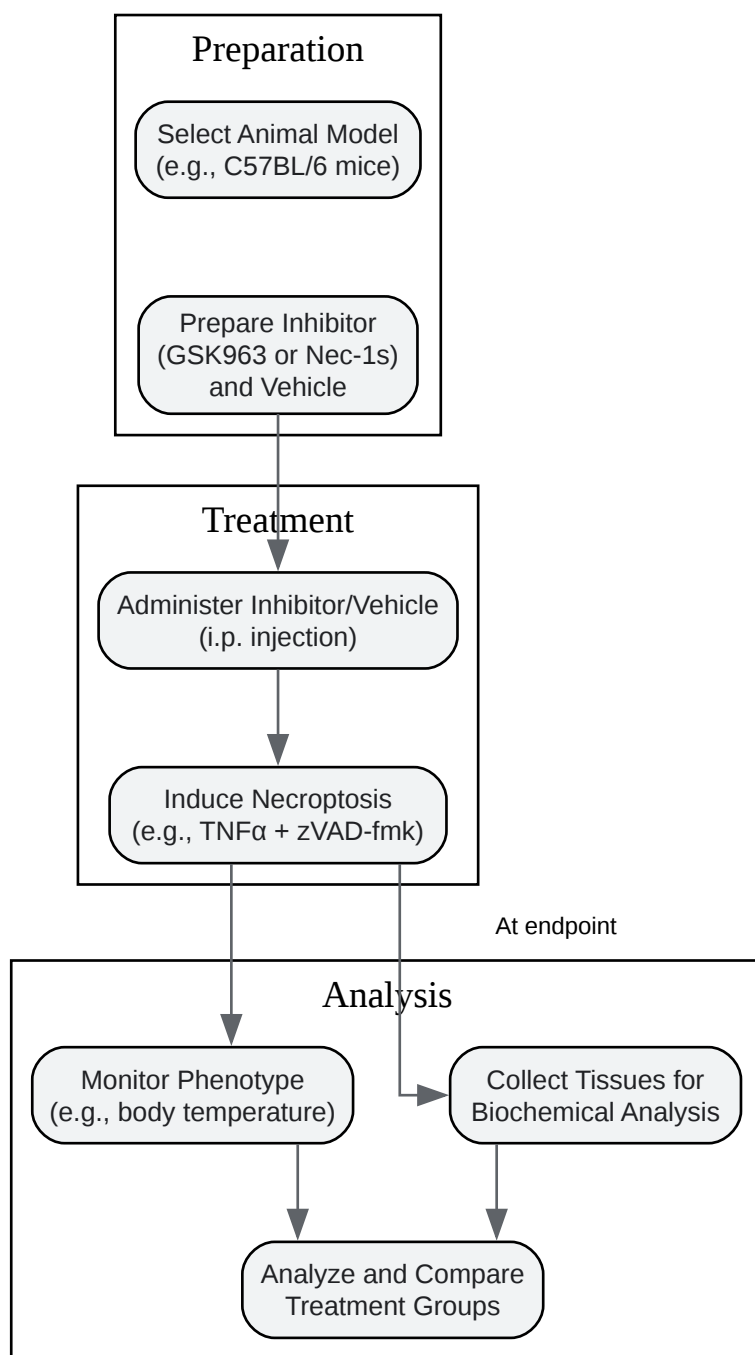 Preparation
Select Animal Model
(e.g., C57BL/6 mice)
Prepare Inhibitor
(GSK963 or Nec-1s)
and Vehicle
Treatment
Administer Inhibitor/Vehicle
(i.p. injection)
Induce Necroptosis
(e.g., TNFα + zVAD-fmk)
At endpoint
Analysis
Monitor Phenotype
(e.g., body temperature)
Collect Tissues for
Biochemical Analysis
Analyze and Compare
Treatment Groups